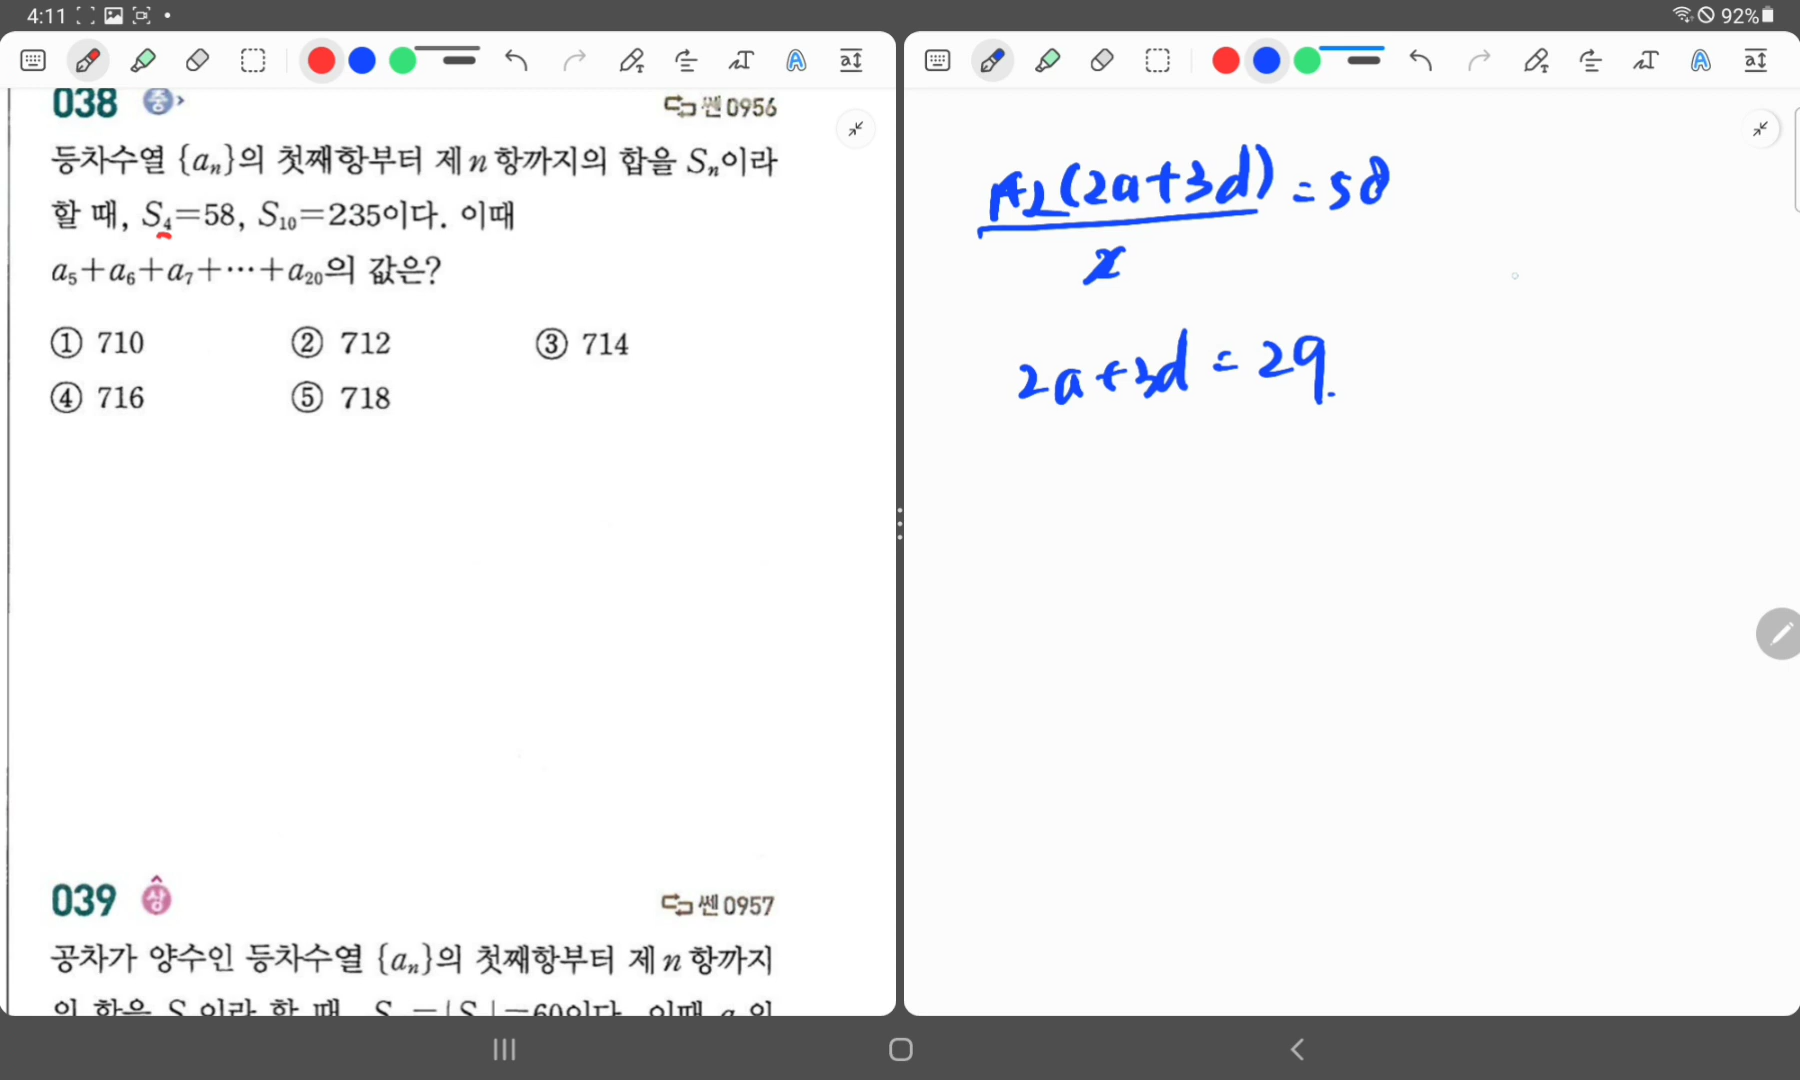 4:11
92%
038 중
쎈 0956
등차수열 {aₙ}의 첫째항부터 제 n 항까지의 합을 Sₙ이라
할 때, S₄=58, S₁₀=235이다. 이때
a₅+a₆+a₇+⋯+a₂₀의 값은?
① 710 ② 712 ③ 714
④ 716 ⑤ 718
039 상
쎈 0957
공차가 양수인 등차수열 {aₙ}의 첫째항부터 제 n 항까지
(2a+3d) = 58
2
2a+3d = 29.